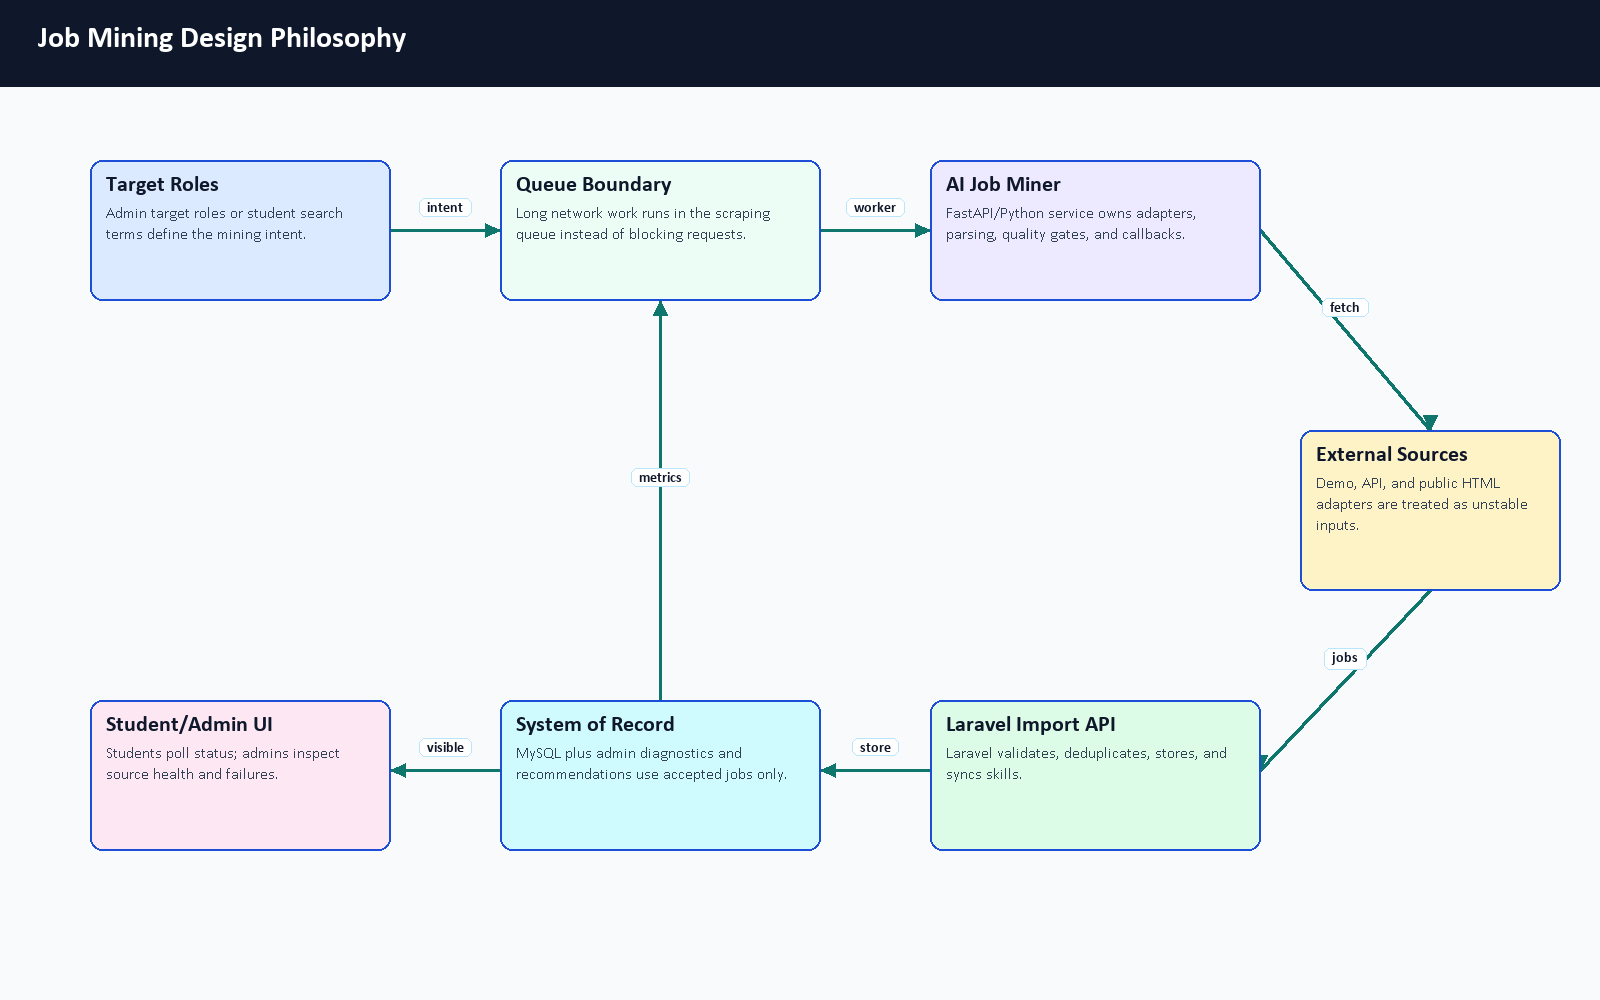 Job Mining Design Philosophy
Target Roles
Admin target roles or student search
terms define the mining intent.
intent
Queue Boundary
Long network work runs in the scraping
queue instead of blocking requests.
worker
AI Job Miner
FastAPI/Python service owns adapters,
parsing, quality gates, and callbacks.
fetch
External Sources
Demo, API, and public HTML
adapters are treated as unstable
inputs.
metrics
jobs
Student/Admin UI
Students poll status; admins inspect
source health and failures.
visible
System of Record
MySQL plus admin diagnostics and
recommendations use accepted jobs only.
store
Laravel Import API
Laravel validates, deduplicates, stores, and
syncs skills.